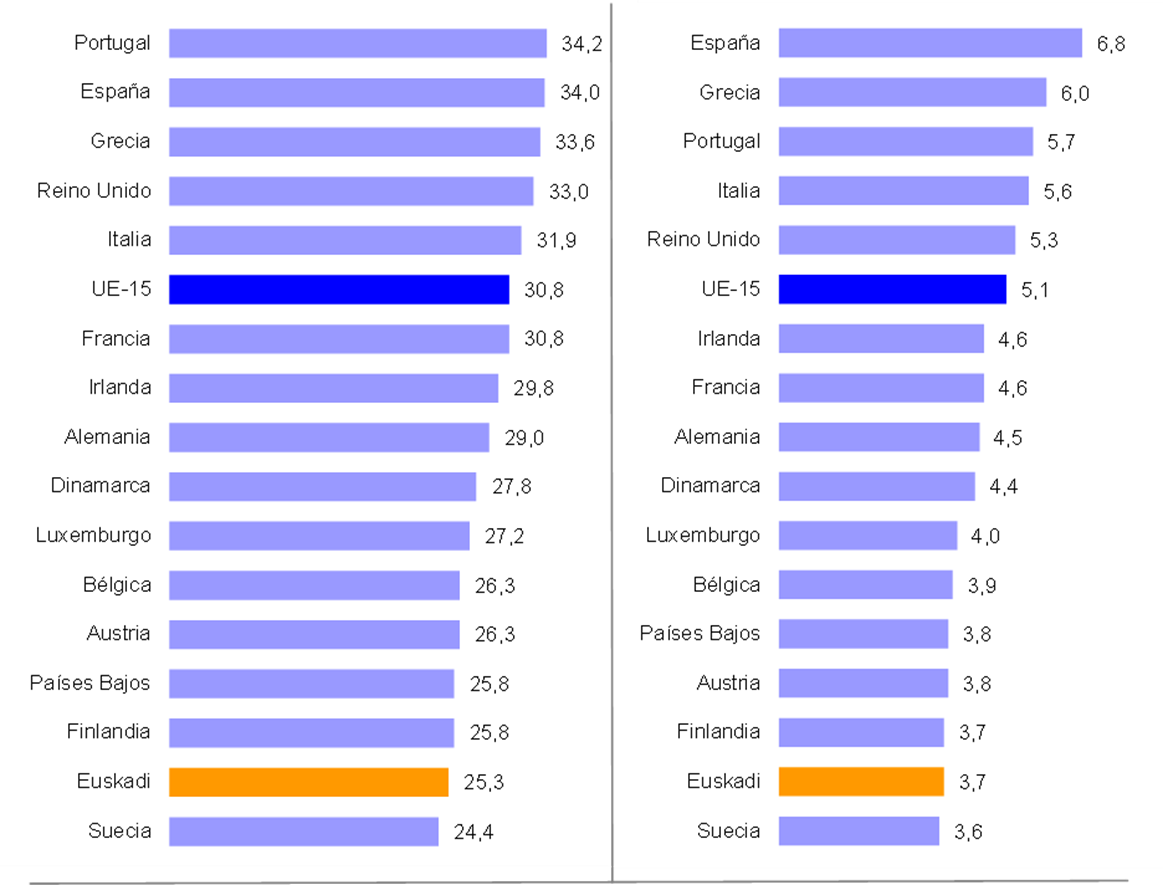 Portugal 34,2
España 34,0
Grecia 33,6
Reino Unido 33,0
Italia 31,9
UE-15 30,8
Francia 30,8
Irlanda 29,8
Alemania 29,0
Dinamarca 27,8
Luxemburgo 27,2
Bélgica 26,3
Austria 26,3
Países Bajos 25,8
Finlandia 25,8
Euskadi 25,3
Suecia 24,4
España 6,8
Grecia 6,0
Portugal 5,7
Italia 5,6
Reino Unido 5,3
UE-15 5,1
Irlanda 4,6
Francia 4,6
Alemania 4,5
Dinamarca 4,4
Luxemburgo 4,0
Bélgica 3,9
Países Bajos 3,8
Austria 3,8
Finlandia 3,7
Euskadi 3,7
Suecia 3,6